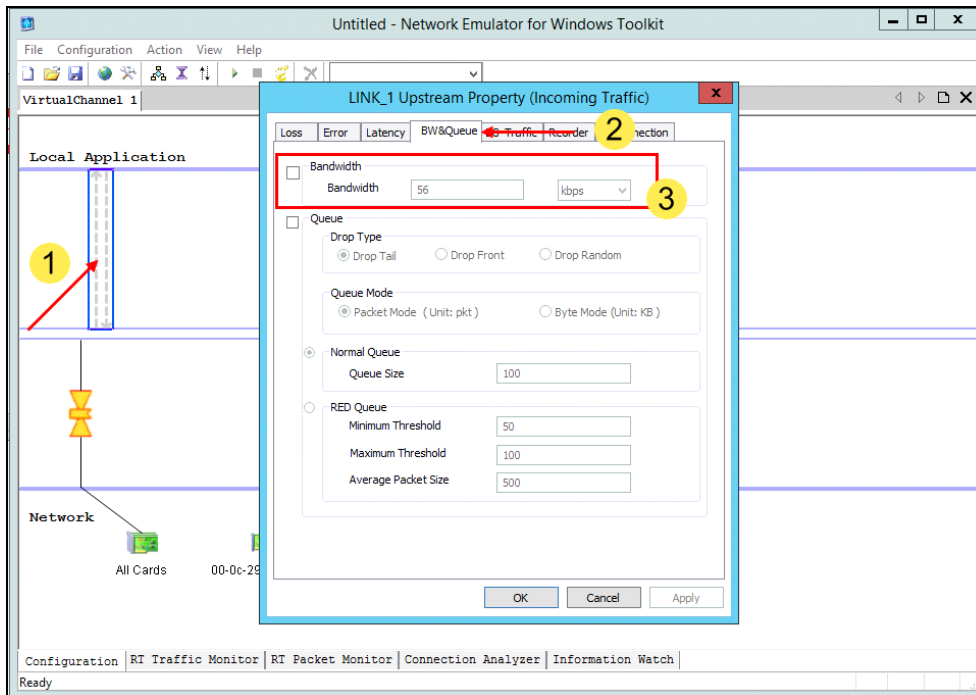 Untitled - Network Emulator for Windows Toolkit
File Configuration Action View Help
VirtualChannel 1
LINK_1 Upstream Property (Incoming Traffic)
Loss Error Latency BW&Queue Traffic Reorder 2
Local Application
Bandwidth
Bandwidth 56 kbps
3
1
Queue
Drop Type
Drop Tail Drop Front Drop Random
Queue Mode
Packet Mode ( Unit: pkt ) Byte Mode (Unit: KB )
Normal Queue
Queue Size 100
RED Queue
Minimum Threshold 50
Maximum Threshold 100
Average Packet Size 500
Network
All Cards 00-0c-29
OK Cancel Apply
Configuration RT Traffic Monitor RT Packet Monitor Connection Analyzer Information Watch
Ready